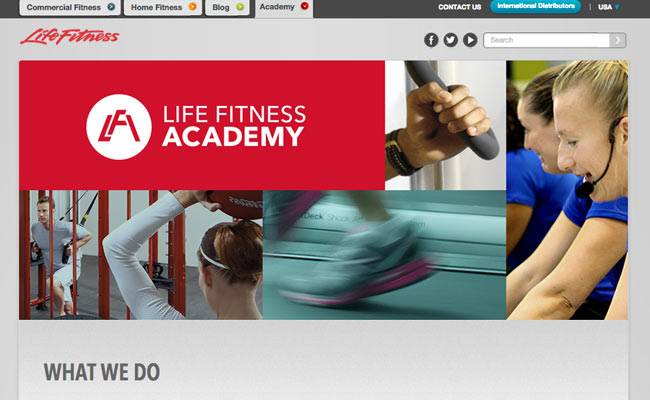 Commercial Fitness
Home Fitness
Blog
Academy
CONTACT US
International Distributors
| USA
Life Fitness
Search
LIFE FITNESS
ACADEMY
Deck Shock
WHAT WE DO